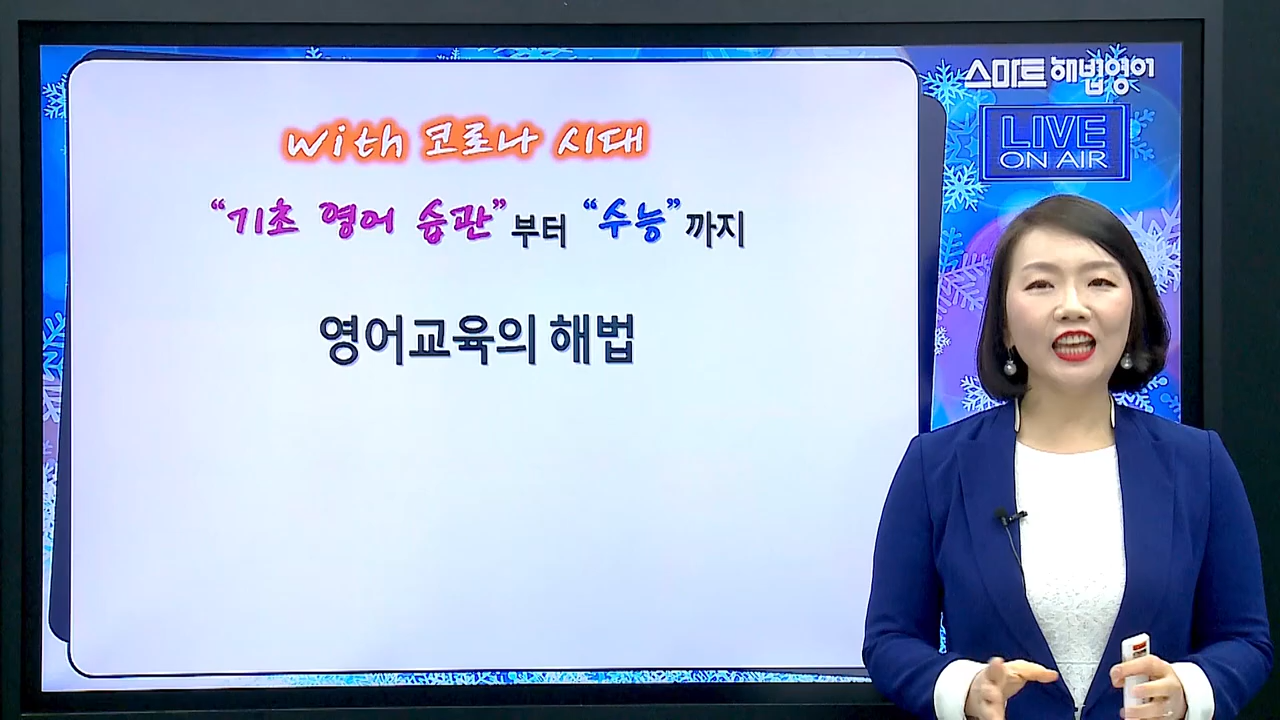 스마트 해법영어
LIVE
ON AIR
With 코로나 시대
“기초 영어 습관”부터 “수능”까지
영어교육의 해법